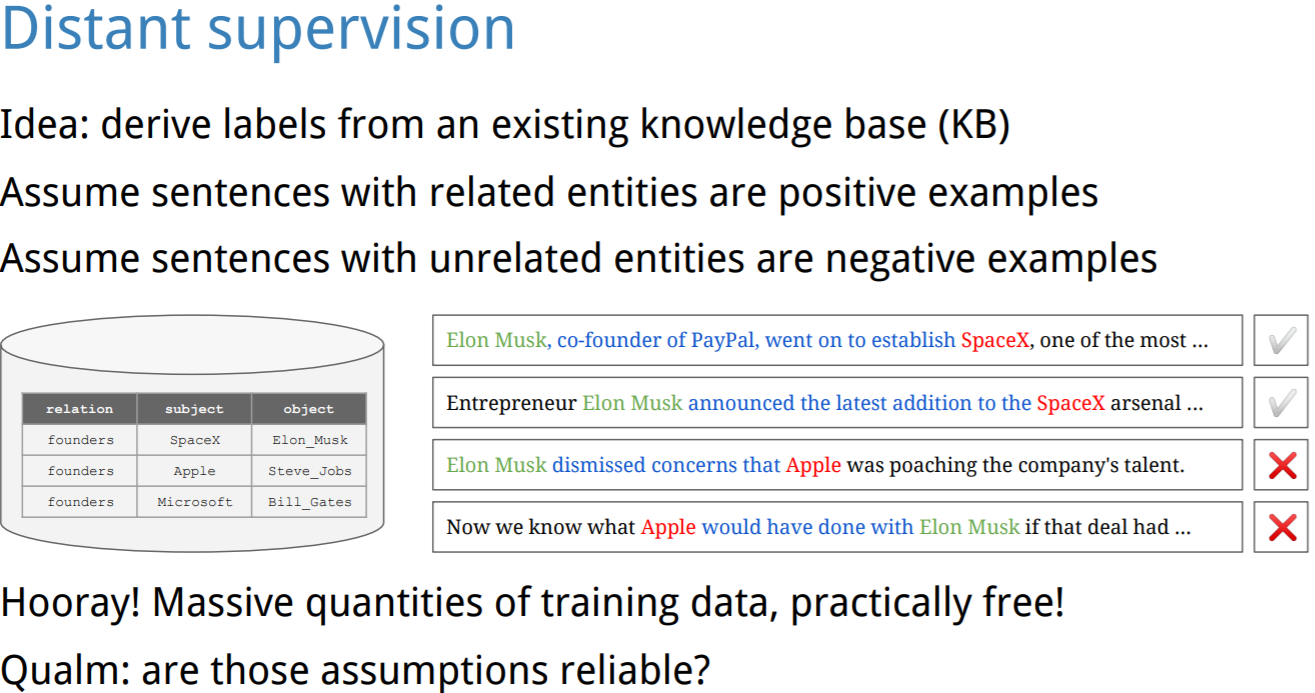 Distant supervision
Idea: derive labels from an existing knowledge base (KB)
Assume sentences with related entities are positive examples
Assume sentences with unrelated entities are negative examples
relation subject object
founders SpaceX Elon_Musk
founders Apple Steve_Jobs
founders Microsoft Bill_Gates
Elon Musk, co-founder of PayPal, went on to establish SpaceX, one of the most ...
Entrepreneur Elon Musk announced the latest addition to the SpaceX arsenal ...
Elon Musk dismissed concerns that Apple was poaching the company's talent.
Now we know what Apple would have done with Elon Musk if that deal had ...
Hooray! Massive quantities of training data, practically free!
Qualm: are those assumptions reliable?